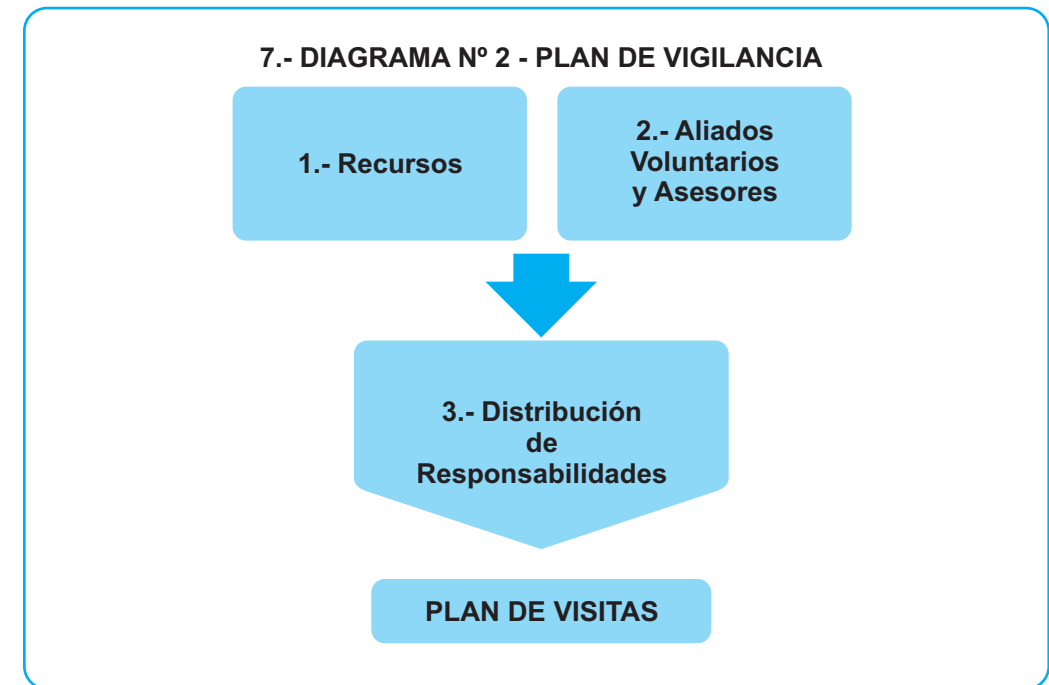 7.- DIAGRAMA Nº 2 - PLAN DE VIGILANCIA
1.- Recursos
2.- Aliados
Voluntarios
y Asesores
3.- Distribución
de
Responsabilidades
PLAN DE VISITAS